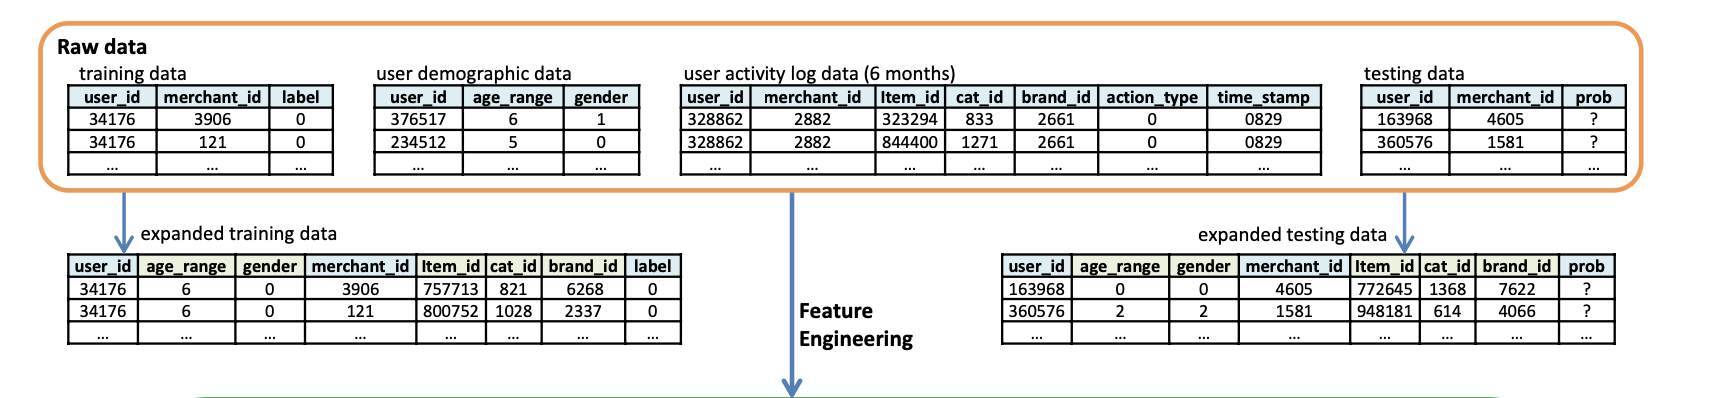 Raw data
training data
user_id merchant_id label
34176 3906 0
34176 121 0
... ... ...
user demographic data
user_id age_range gender
376517 6 1
234512 5 0
... ... ...
user activity log data (6 months)
user_id merchant_id Item_id cat_id brand_id action_type time_stamp
328862 2882 323294 833 2661 0 0829
328862 2882 844400 1271 2661 0 0829
... ... ... ... ... ... ...
testing data
user_id merchant_id prob
163968 4605 ?
360576 1581 ?
... ... ...
expanded training data
user_id age_range gender merchant_id Item_id cat_id brand_id label
34176 6 0 3906 757713 821 6268 0
34176 6 0 121 800752 1028 2337 0
... ... ... ... ... ... ... ...
Feature
Engineering
expanded testing data
user_id age_range gender merchant_id Item_id cat_id brand_id prob
163968 0 0 4605 772645 1368 7622 ?
360576 2 2 1581 948181 614 4066 ?
... ... ... ... ... ... ... ...